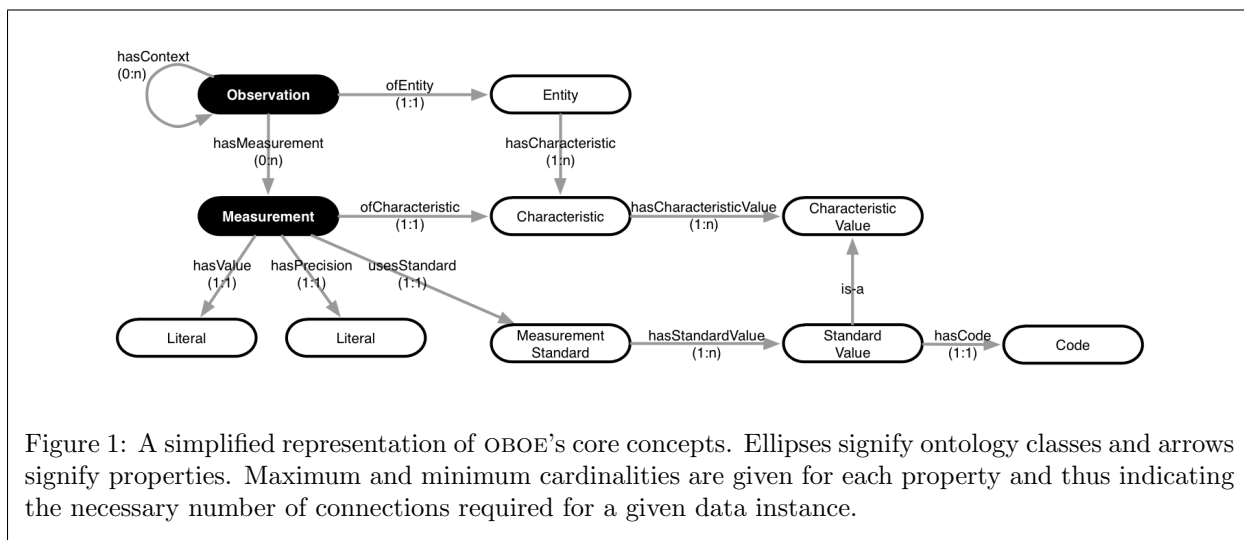 hasContext
(0:n)
Observation
ofEntity
(1:1)
Entity
hasMeasurement
(0:n)
hasCharacteristic
(1:n)
Measurement
ofCharacteristic
(1:1)
Characteristic
hasCharacteristicValue
(1:n)
Characteristic
Value
hasValue
(1:1)
hasPrecision
(1:1)
usesStandard
(1:1)
is-a
Literal
Literal
Measurement
Standard
hasStandardValue
(1:n)
Standard
Value
hasCode
(1:1)
Code
Figure 1: A simplified representation of OBOE's core concepts. Ellipses signify ontology classes and arrows
signify properties. Maximum and minimum cardinalities are given for each property and thus indicating
the necessary number of connections required for a given data instance.